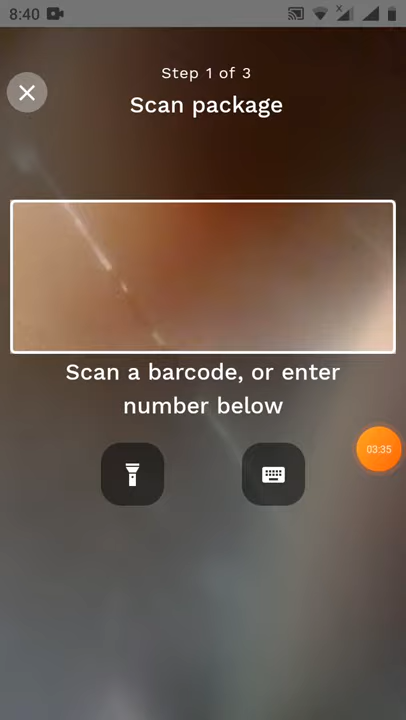 8:40
Step 1 of 3
Scan package
Scan a barcode, or enter
number below
03:35